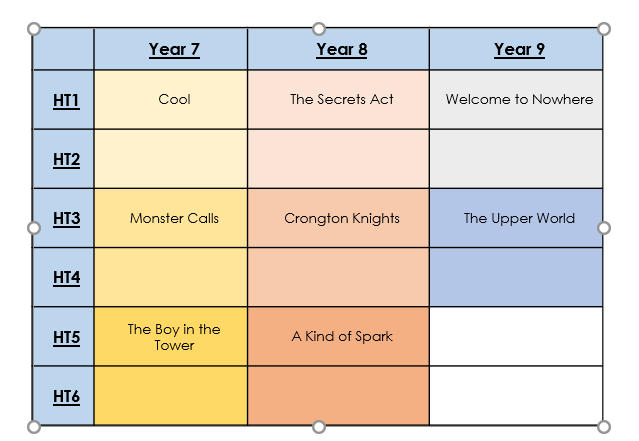 Year 7 Year 8 Year 9
HT1 Cool The Secrets Act Welcome to Nowhere
HT2
HT3 Monster Calls Crongton Knights The Upper World
HT4
HT5 The Boy in the Tower A Kind of Spark
HT6